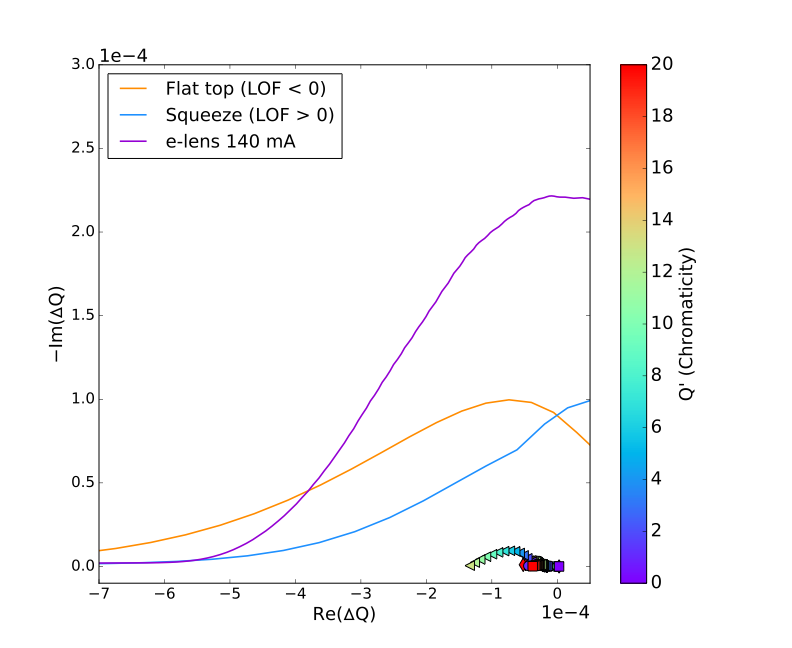 1e−4
3.0
2.5
2.0
1.5
1.0
0.5
0.0
−Im(ΔQ)
Flat top (LOF < 0)
Squeeze (LOF > 0)
e-lens 140 mA
−7 −6 −5 −4 −3 −2 −1 0
1e−4
Re(ΔQ)
20
18
16
14
12
10
8
6
4
2
0
Q' (Chromaticity)